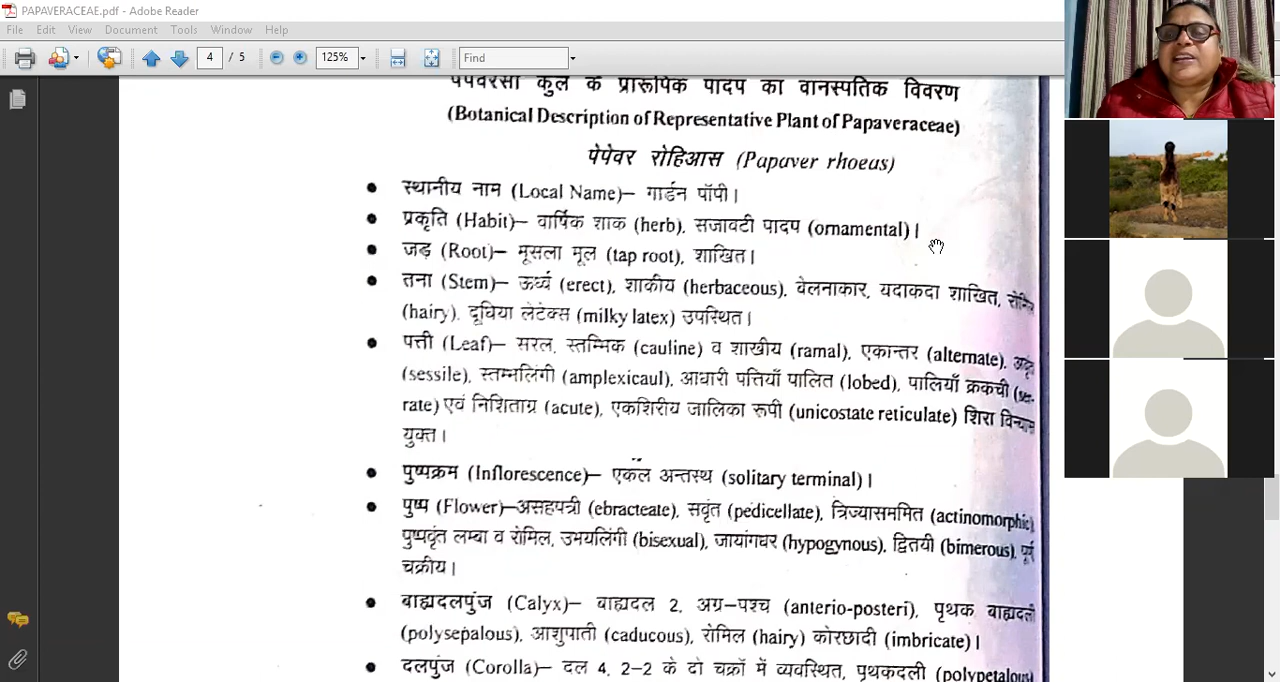 PAPAVERACEAE.pdf - Adobe Reader
File Edit View Document Tools Window Help
4 / 5 125% Find
पेपेवरेसी कुल के प्रारूपिक पादप का वानस्पतिक विवरण
(Botanical Description of Representative Plant of Papaveraceae)
पेपेवर रोहिआस (Papaver rhoeus)
• स्थानीय नाम (Local Name)– गार्डन पॉपी।
• प्रकृति (Habit)– वार्षिक शाक (herb), सजावटी पादप (ornamental)।
• जड़ (Root)– मूसला मूल (tap root), शाखित।
• तना (Stem)– ऊर्ध्व (erect), शाकीय (herbaceous), वेलनाकार, यदाकदा शाखित, रोमिल
(hairy), दूधिया लेटेक्स (milky latex) उपस्थित।
• पत्ती (Leaf)– सरल, स्तम्भिक (cauline) व शाखीय (ramal), एकान्तर (alternate), अवृंत
(sessile), स्तम्भलिंगी (amplexicaul), आधारी पत्तियाँ पालित (lobed), पालियाँ क्रकची (ser-
rate) एवं निशिताग्र (acute), एकशिरीय जालिका रूपी (unicostate reticulate) शिरा विन्यास
युक्त।
• पुष्पक्रम (Inflorescence)– एकल अन्तस्थ (solitary terminal)।
• पुष्प (Flower)–असहपत्री (ebracteate), सवृंत (pedicellate), त्रिज्यासममित (actinomorphic)
पुष्पवृंत लम्बा व रोमिल, उभयलिंगी (bisexual), जायांगधर (hypogynous), द्वितयी (bimerous), पूर्ण
चक्रीय।
• बाह्यदलपुंज (Calyx)– बाह्यदल 2, अग्र-पश्च (anterio-posteri), पृथक बाह्यदली
(polysepalous), आशुपाती (caducous), रोमिल (hairy) कोरछादी (imbricate)।
• दलपुंज (Corolla)– दल 4, 2-2 के दो चक्रों में व्यवस्थित, पृथकदली (polypetalous)